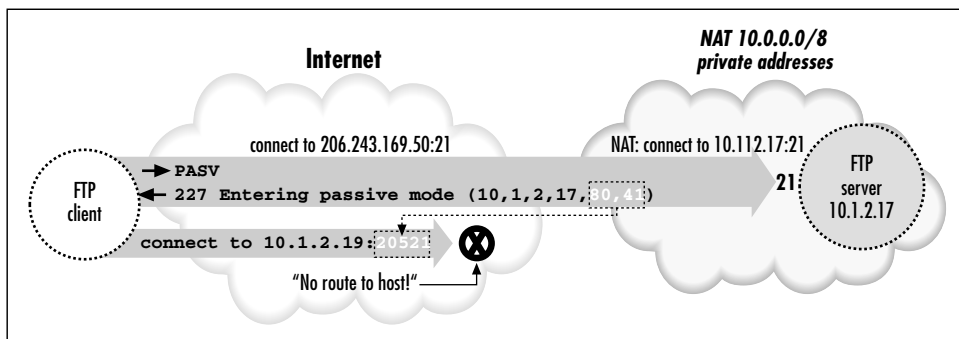 Internet
NAT 10.0.0.0/8
private addresses
connect to 206.243.169.50:21
NAT: connect to 10.112.17:21
PASV
227 Entering passive mode (10,1,2,17,80,41)
21
FTP
client
FTP
server
10.1.2.17
connect to 10.1.2.19:20521
X
“No route to host!“